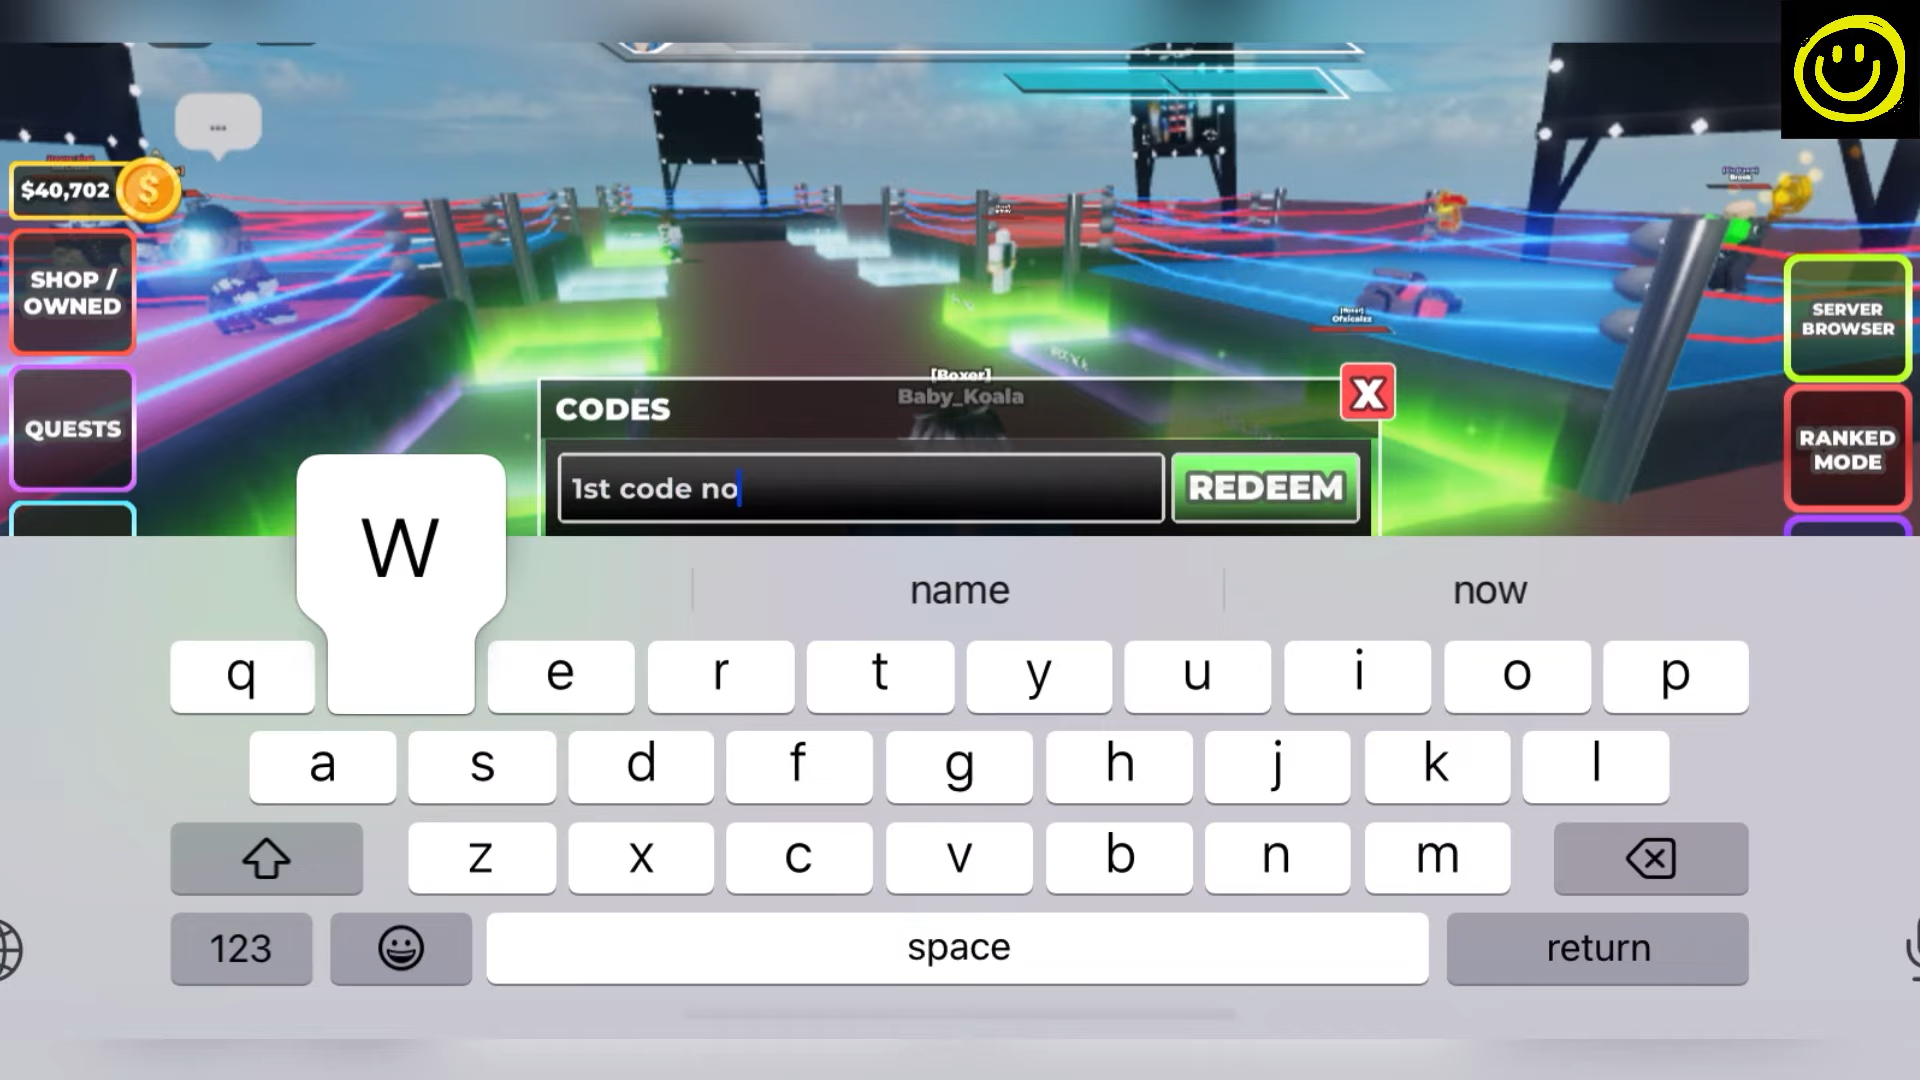 ...
$40,702
SHOP /
OWNED
QUESTS
SERVER
BROWSER
RANKED
MODE
[Boxer]
Baby_Koala
CODES
X
1st code no
REDEEM
name
now
W
q e r t y u i o p
a s d f g h j k l
z x c v b n m
123
space
return